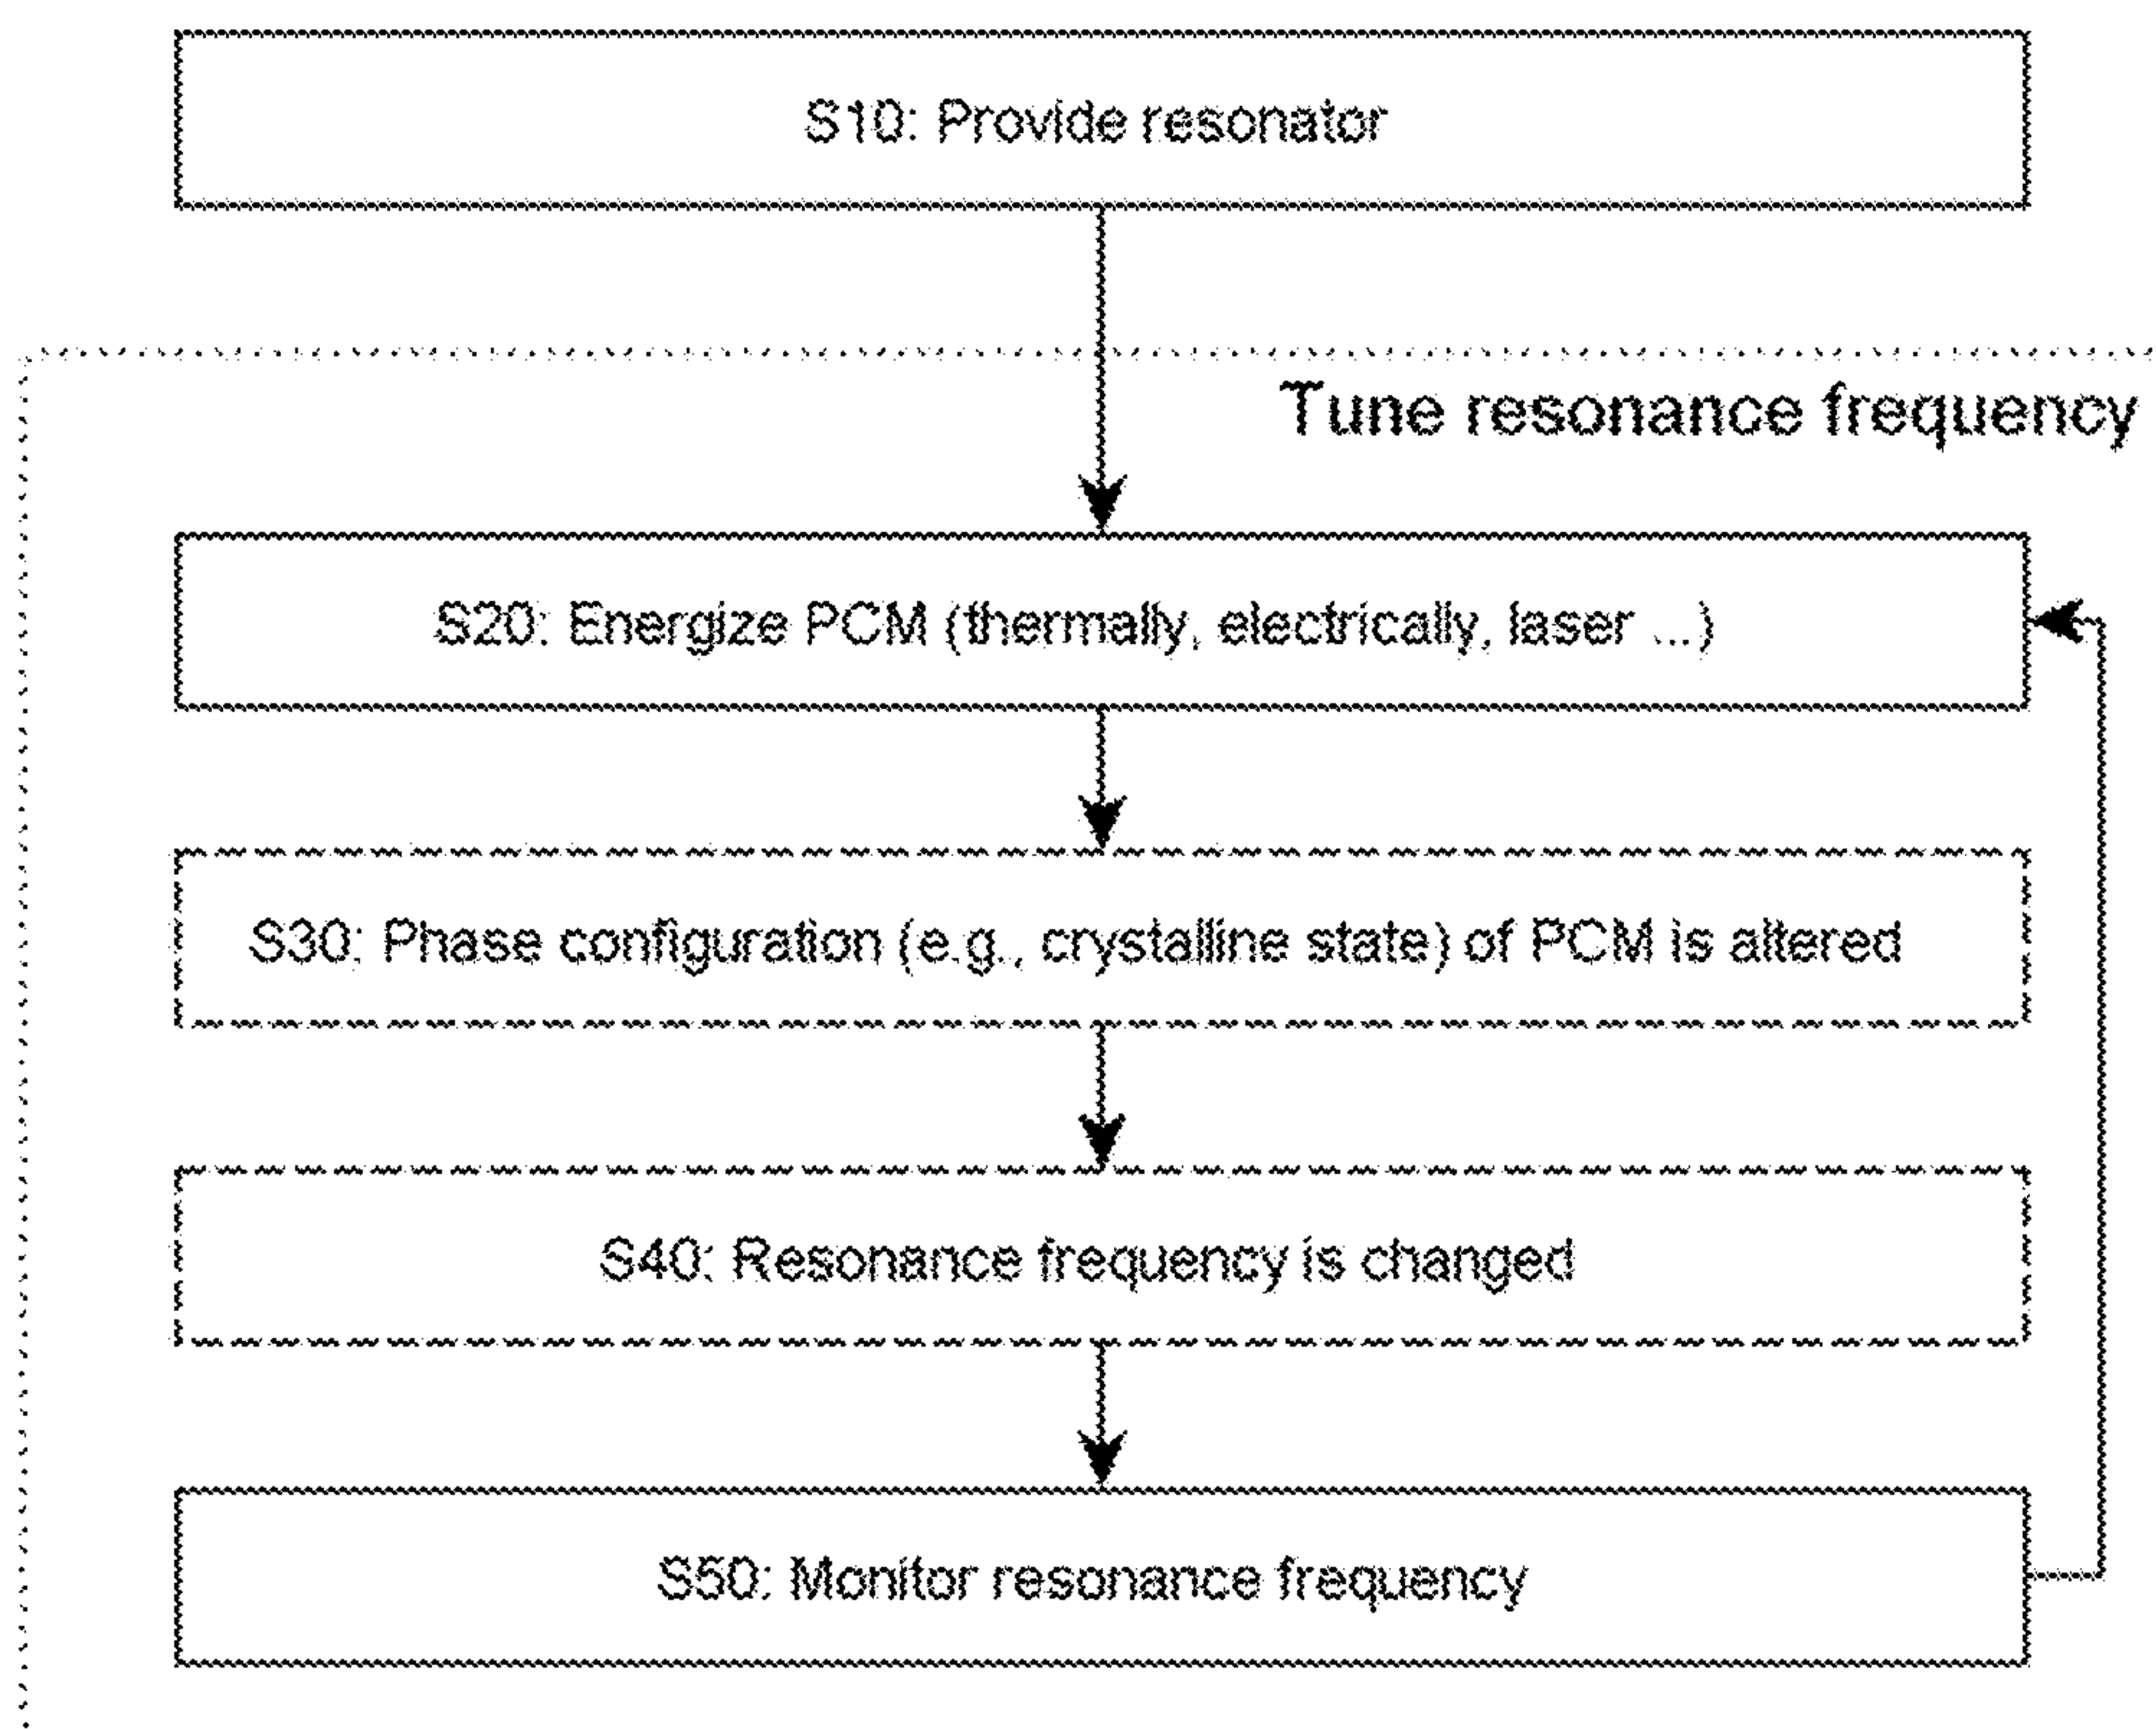 S10: Provide resonator
Tune resonance frequency
S20: Energize PCM (thermally, electrically, laser ...)
S30: Phase configuration (e.g., crystalline state) of PCM is altered
S40: Resonance frequency is changed
S50: Monitor resonance frequency